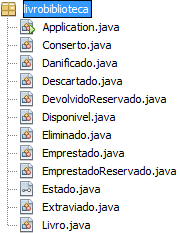 livrobiblioteca
Application.java
Conserto.java
Danificado.java
Descartado.java
DevolvidoReservado.java
Disponivel.java
Eliminado.java
Emprestado.java
EmprestadoReservado.java
Estado.java
Extraviado.java
Livro.java